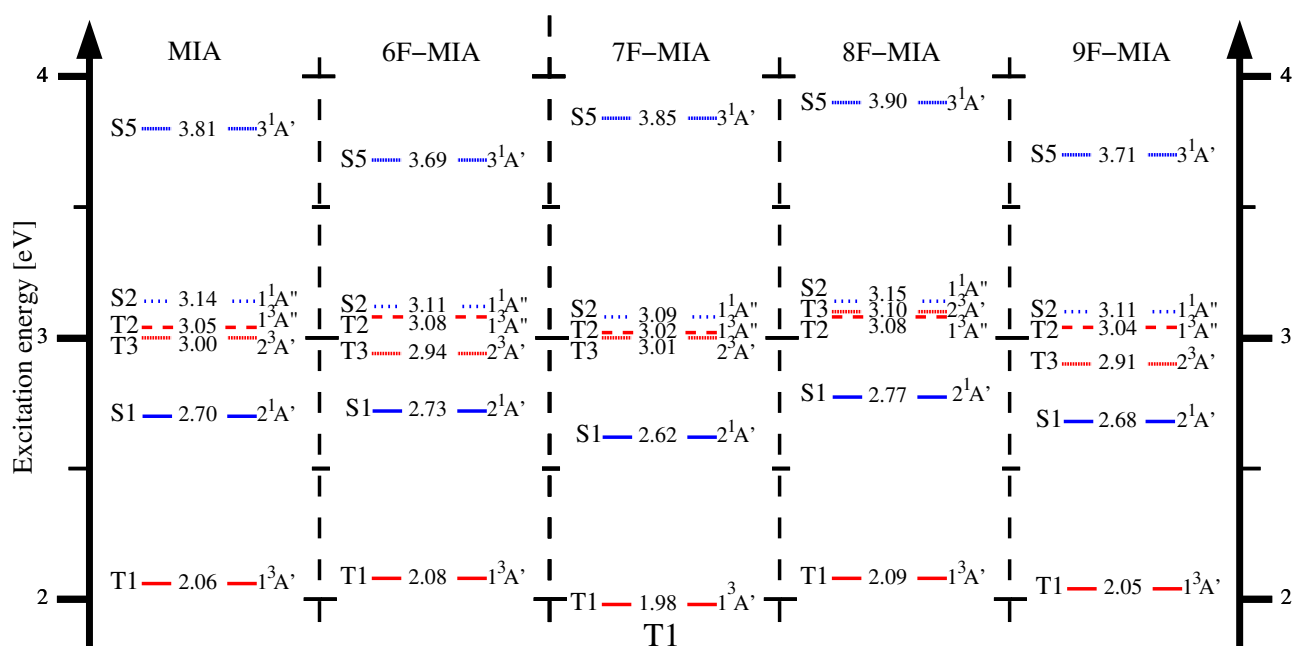 MIA 6F−MIA 7F−MIA 8F−MIA 9F−MIA
Excitation energy [eV]
4
3
2
4
3
2
S5 3.81 3¹A'
S2 3.14 1¹A"
T2 3.05 1³A"
T3 3.00 2³A'
S1 2.70 2¹A'
T1 2.06 1³A'
S5 3.69 3¹A'
S2 3.11 1¹A"
T2 3.08 1³A"
T3 2.94 2³A'
S1 2.73 2¹A'
T1 2.08 1³A'
S5 3.85 3¹A'
S2 3.09 1¹A"
T2 3.02 1³A"
T3 3.01 2³A'
S1 2.62 2¹A'
T1 1.98 1³A'
T1
S5 3.90 3¹A'
S2 3.15 1¹A"
T3 3.10 2³A'
T2 3.08 1³A"
S1 2.77 2¹A'
T1 2.09 1³A'
S5 3.71 3¹A'
S2 3.11 1¹A"
T2 3.04 1³A"
T3 2.91 2³A'
S1 2.68 2¹A'
T1 2.05 1³A'